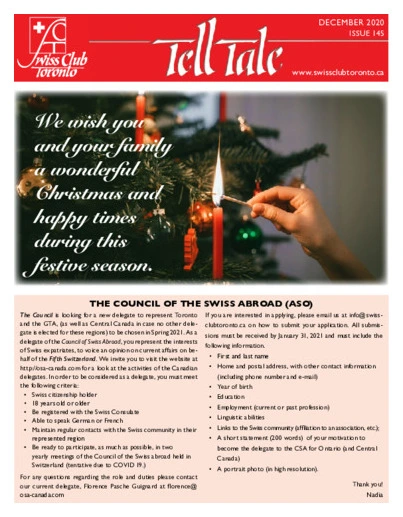 Swiss Club
Toronto
Tell Tale
DECEMBER 2020
ISSUE 145
www.swissclubtoronto.ca
We wish you
and your family
a wonderful
Christmas and
happy times
during this
festive season.
THE COUNCIL OF THE SWISS ABROAD (ASO)
The Council is looking for a new delegate to represent Toronto
and the GTA, (as well as Central Canada in case no other dele-
gate is elected for these regions) to be chosen in Spring 2021. As a
delegate of the Council of Swiss Abroad, you represent the interests
of Swiss expatriates, to voice an opinion on current affairs on be-
half of the Fifth Switzerland. We invite you to visit the website at
http://osa-canada.com for a look at the activities of the Canadian
delegates. In order to be considered as a delegate, you must meet
the following criteria:
• Swiss citizenship holder
• 18 years old or older
• Be registered with the Swiss Consulate
• Able to speak German or French
• Maintain regular contacts with the Swiss community in their
represented region
• Be ready to participate, as much as possible, in two
yearly meetings of the Council of the Swiss abroad held in
Switzerland (tentative due to COVID 19.)
For any questions regarding the role and duties please contact
our current delegate, Florence Pasche Guignard at florence@
osa-canada.com
If you are interested in applying, please email us at info@swiss-
clubtoronto.ca on how to submit your application. All submis-
sions must be received by January 31, 2021 and must include the
following information.
• First and last name
• Home and postal address, with other contact information
(including phone number and e-mail)
• Year of birth
• Education
• Employment (current or past profession)
• Linguistic abilities
• Links to the Swiss community (affiliation to an association, etc);
• A short statement (200 words) of your motivation to
become the delegate to the CSA for Ontario (und Central
Canada)
• A portrait photo (in high resolution).
Thank you!
Nadia